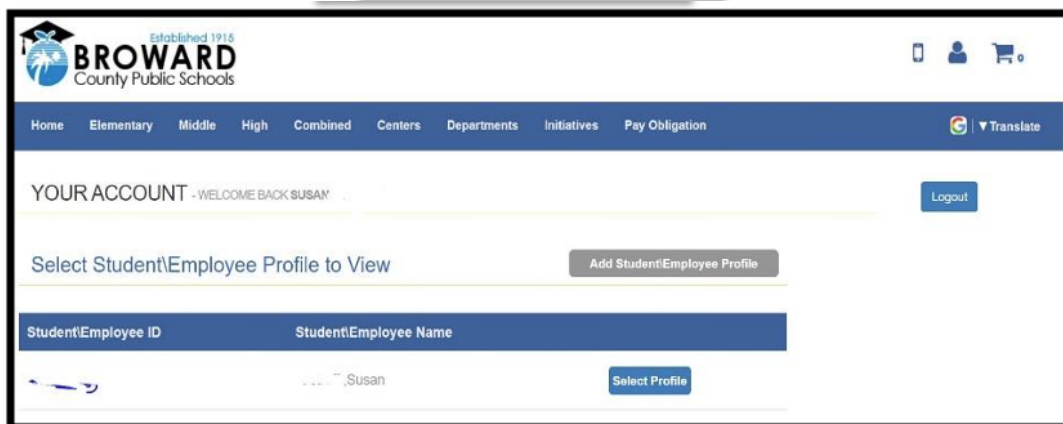 Established 1915
BROWARD
County Public Schools
0
Home Elementary Middle High Combined Centers Departments Initiatives Pay Obligation
▼Translate
YOUR ACCOUNT - WELCOME BACK SUSAN
Logout
Select Student\Employee Profile to View
Add Student\Employee Profile
Student\Employee ID Student\Employee Name
,Susan
Select Profile